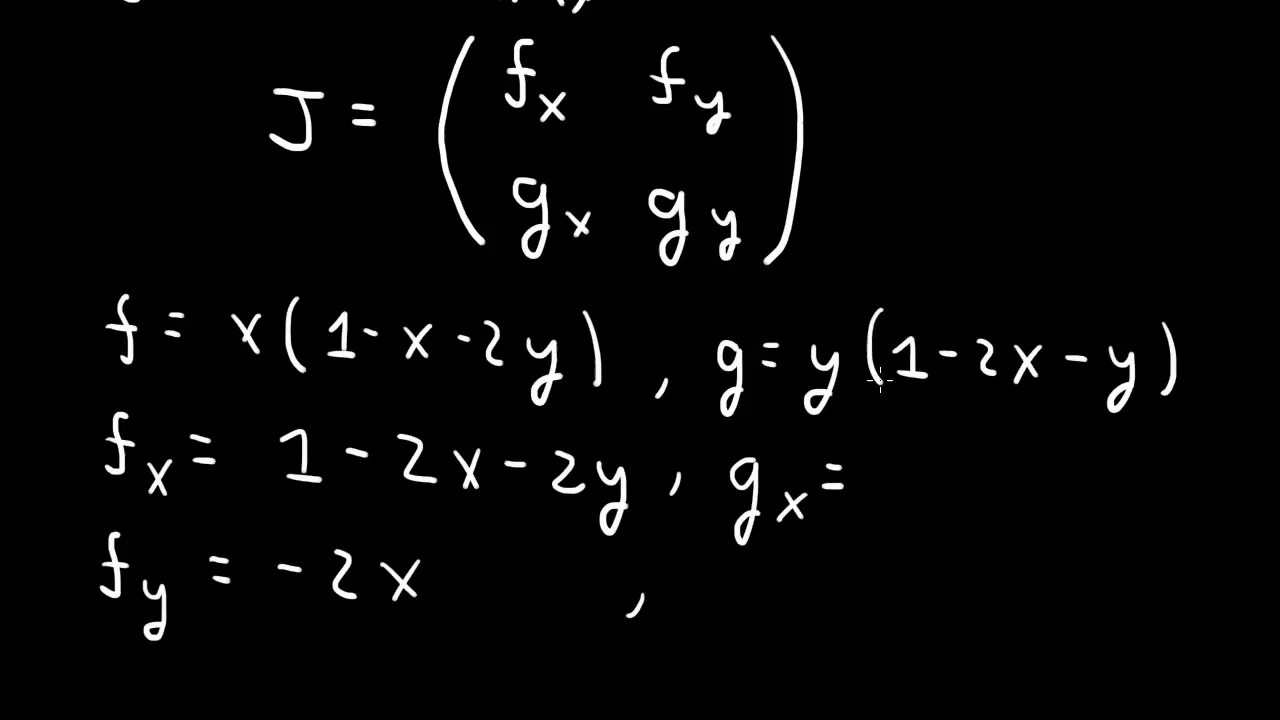 J = ( fx fy
gx gy )
f = x(1 - x - 2y) , g = y(1 - 2x - y)
fx = 1 - 2x - 2y , gx =
fy = -2x ,